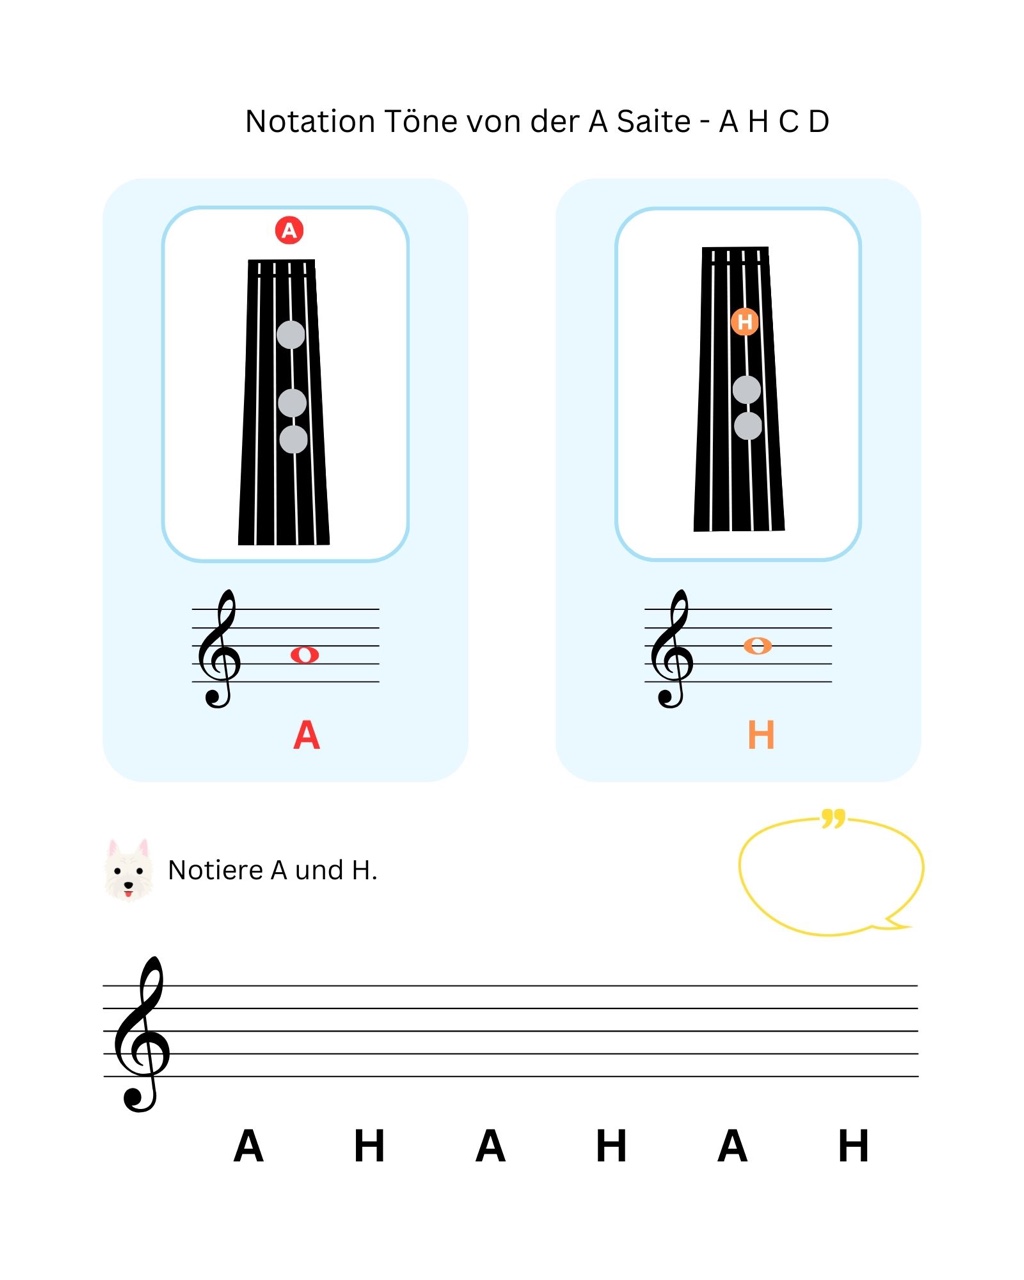 Notation Töne von der A Saite - A H C D
A
H
A
H
Notiere A und H.
A H A H A H